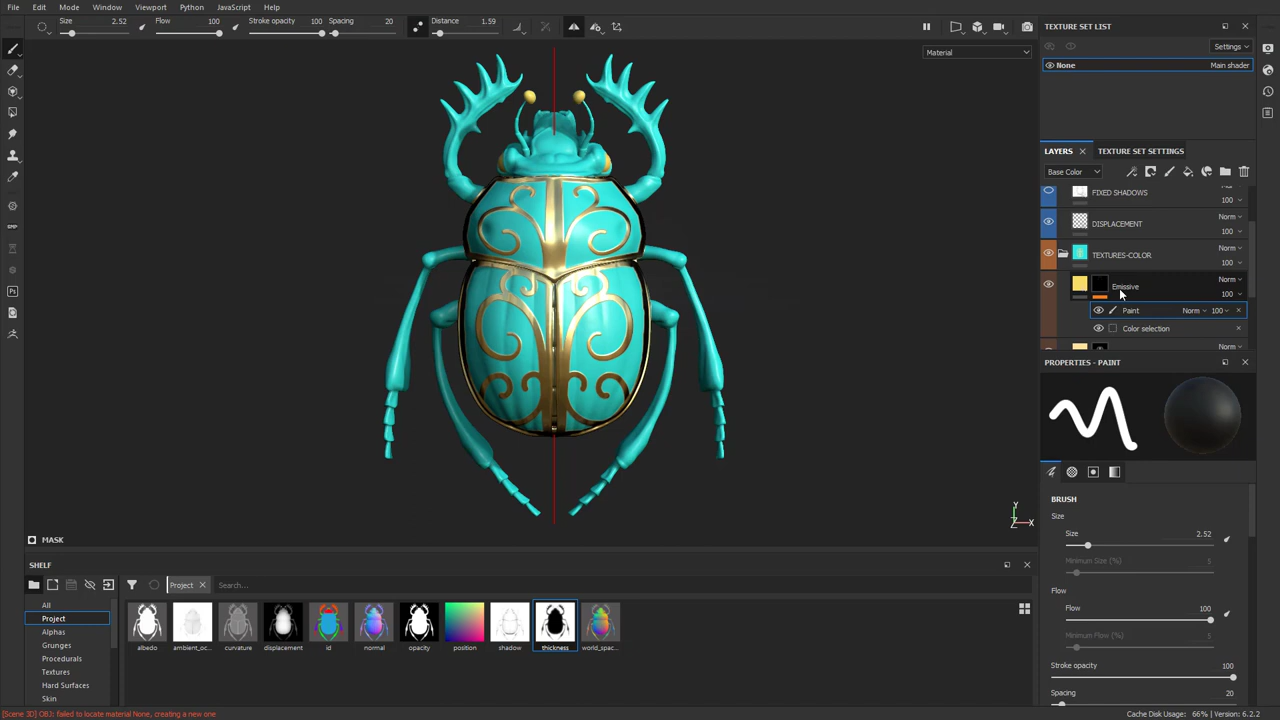 File Edit Mode Window Viewport Python JavaScript Help
Size 2.52 Flow 100 Stroke opacity 100 Spacing 20 Distance 1.59
Material
TEXTURE SET LIST
Settings
None Main shader
LAYERS TEXTURE SET SETTINGS
Base Color
FIXED SHADOWS 100
Norm
DISPLACEMENT 100
Norm
TEXTURES-COLOR 100
Norm
Emissive 100
Paint Norm 100
Color selection
Norm
PROPERTIES - PAINT
BRUSH
Size
Size 2.52
Minimum Size (%) 5
Flow
Flow 100
Minimum Flow (%) 5
Stroke opacity 100
Spacing 20
Y
Z X
MASK
SHELF
Project Search...
All
Project
Alphas
Grunges
Procedurals
Textures
Hard Surfaces
Skin
albedo ambient_oc... curvature displacement id normal opacity position shadow thickness world_spac...
[Scene 3D] OBJ: failed to locate material None, creating a new one
Cache Disk Usage: 66% | Version: 6.2.2